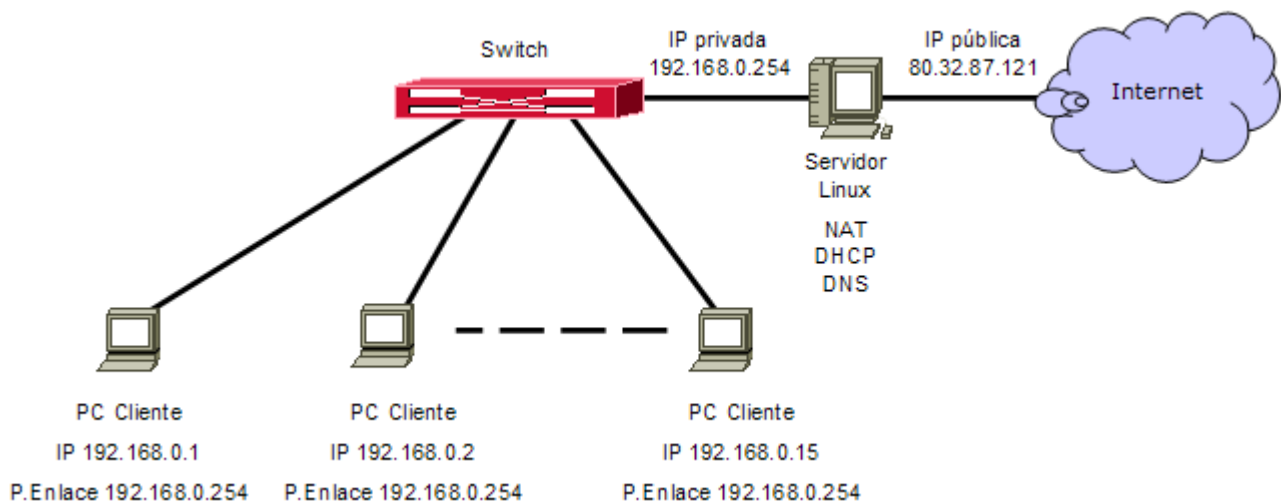 Switch
IP privada
192.168.0.254
IP pública
80.32.87.121
Internet
Servidor
Linux
NAT
DHCP
DNS
PC Cliente
IP 192.168.0.1
P.Enlace 192.168.0.254
PC Cliente
IP 192.168.0.2
P.Enlace 192.168.0.254
PC Cliente
IP 192.168.0.15
P.Enlace 192.168.0.254